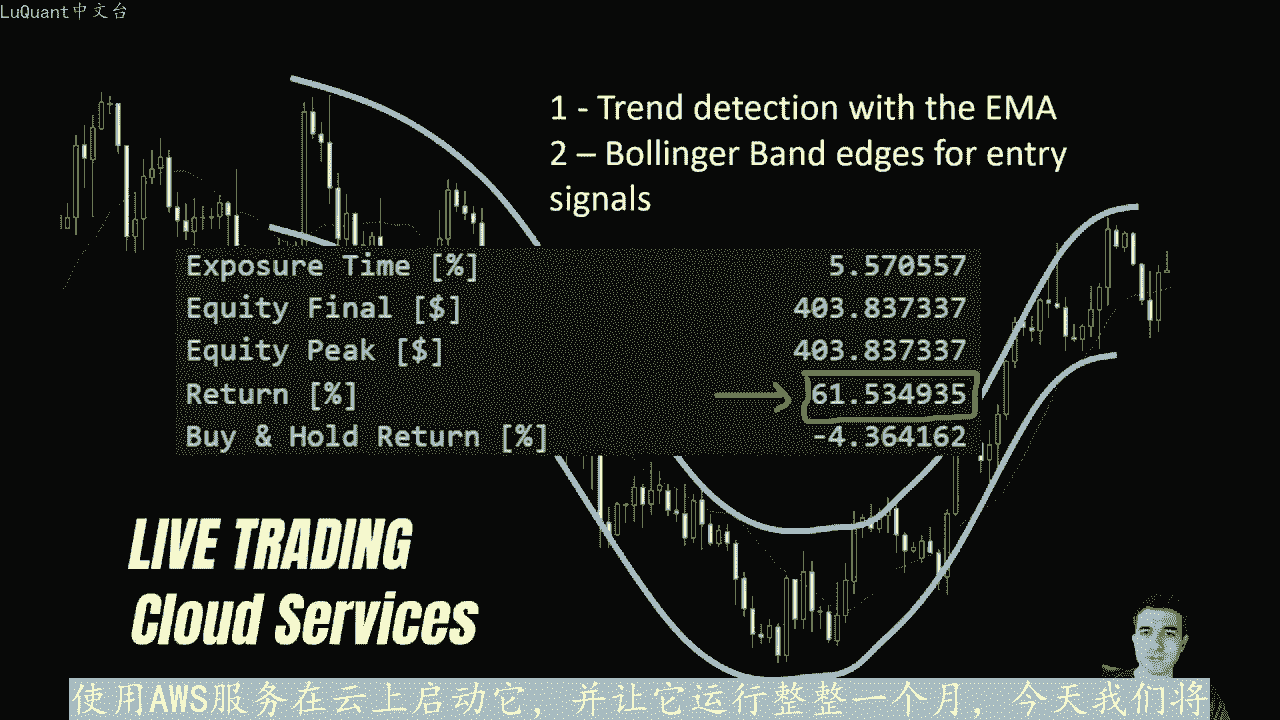 LuQuant中文台
1 - Trend detection with the EMA
2 – Bollinger Band edges for entry
signals
Exposure Time [%] 5.570557
Equity Final [$] 403.837337
Equity Peak [$] 403.837337
Return [%] 61.534935
Buy & Hold Return [%] -4.364162
LIVE TRADING
Cloud Services
使用AWS服务在云上启动它，并让它运行整整一个月，今天我们将